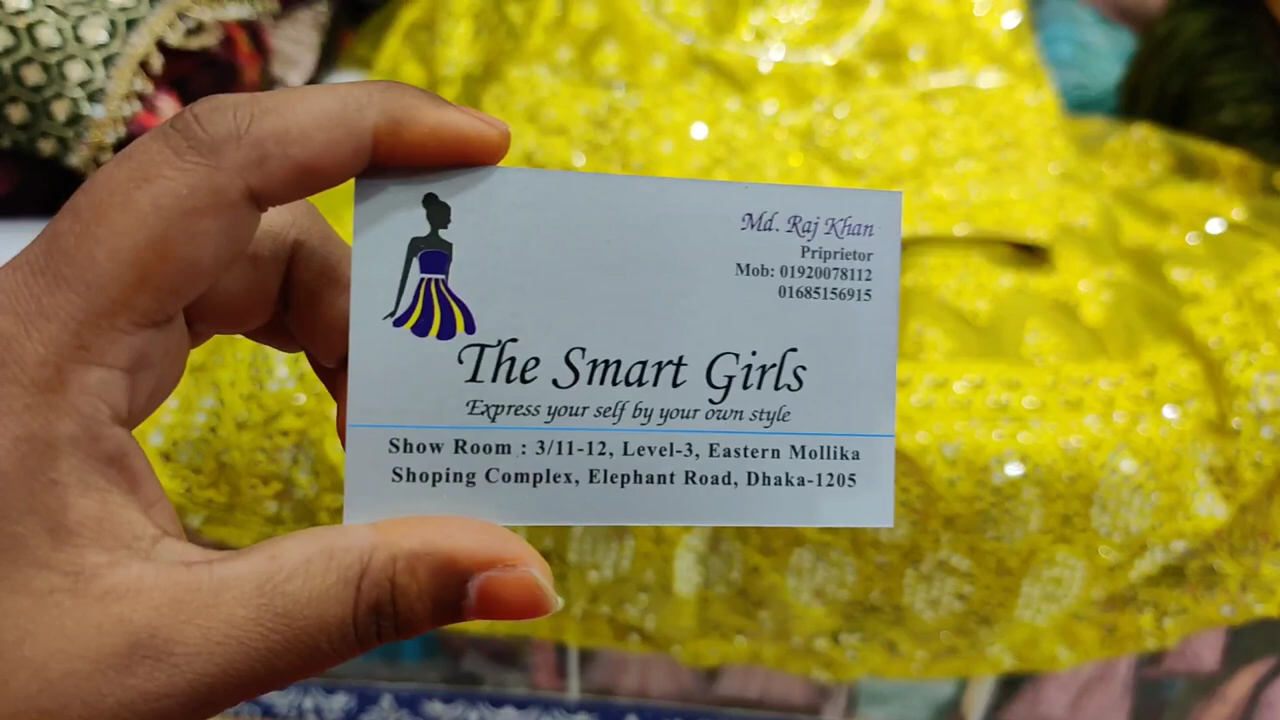 Md. Raj Khan
Priprietor
Mob: 01920078112
01685156915
The Smart Girls
Express your self by your own style
Show Room : 3/11-12, Level-3, Eastern Mollika
Shoping Complex, Elephant Road, Dhaka-1205